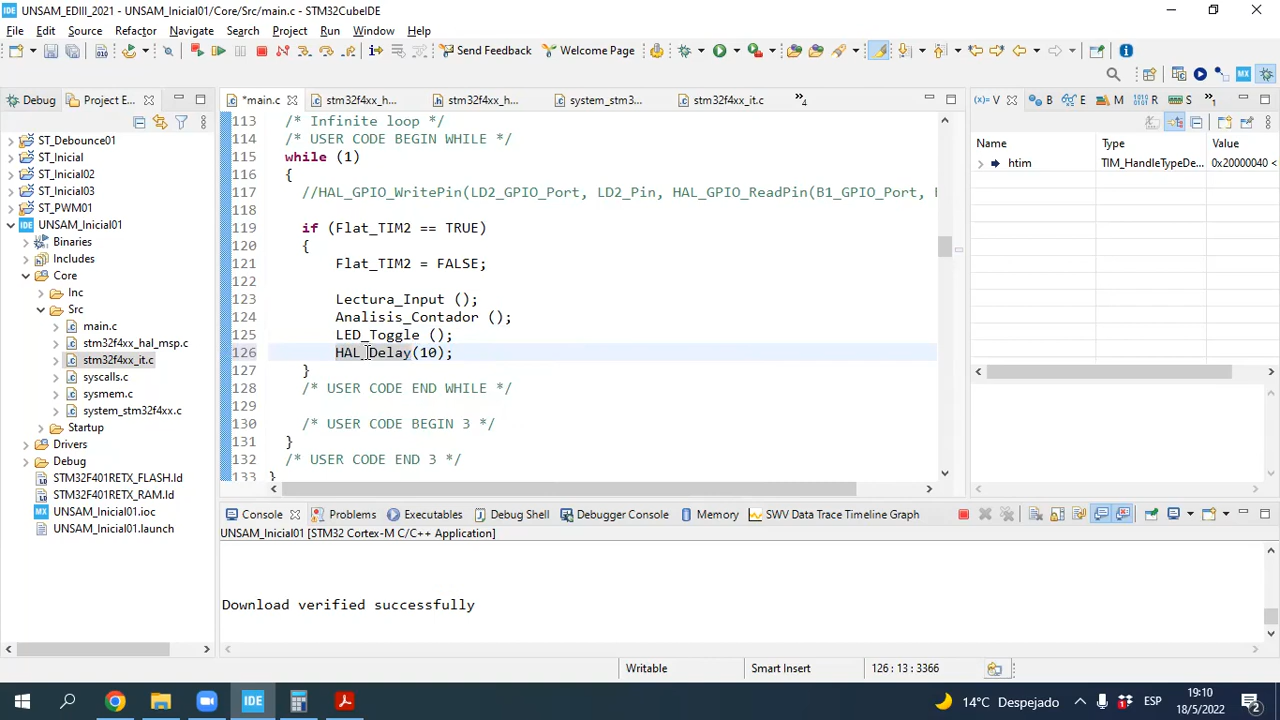 UNSAM_EDIII_2021 - UNSAM_Inicial01/Core/Src/main.c - STM32CubeIDE
File Edit Source Refactor Navigate Search Project Run Window Help
Send Feedback Welcome Page
Debug Project E...
ST_Debounce01
ST_Inicial
ST_Inicial02
ST_Inicial03
ST_PWM01
UNSAM_Inicial01
Binaries
Includes
Core
Inc
Src
main.c
stm32f4xx_hal_msp.c
stm32f4xx_it.c
syscalls.c
sysmem.c
system_stm32f4xx.c
Startup
Drivers
Debug
STM32F401RETX_FLASH.ld
STM32F401RETX_RAM.ld
UNSAM_Inicial01.ioc
UNSAM_Inicial01.launch
*main.c stm32f4xx_h... stm32f4xx_h... system_stm3... stm32f4xx_it.c 4
113 /* Infinite loop */
114 /* USER CODE BEGIN WHILE */
115 while (1)
116 {
117 //HAL_GPIO_WritePin(LD2_GPIO_Port, LD2_Pin, HAL_GPIO_ReadPin(B1_GPIO_Port,
118
119 if (Flat_TIM2 == TRUE)
120 {
121 Flat_TIM2 = FALSE;
122
123 Lectura_Input ();
124 Analisis_Contador ();
125 LED_Toggle ();
126 HAL_Delay(10);
127 }
128 /* USER CODE END WHILE */
129
130 /* USER CODE BEGIN 3 */
131 }
132 /* USER CODE END 3 */
133 }
V B E M R S 1
Name Type Value
htim TIM_HandleTypeDe... 0x20000040 <
Console Problems Executables Debug Shell Debugger Console Memory SWV Data Trace Timeline Graph
UNSAM_Inicial01 [STM32 Cortex-M C/C++ Application]
Download verified successfully
Writable Smart Insert 126 : 13 : 3366
IDE 14°C Despejado ESP 19:10
18/5/2022 2